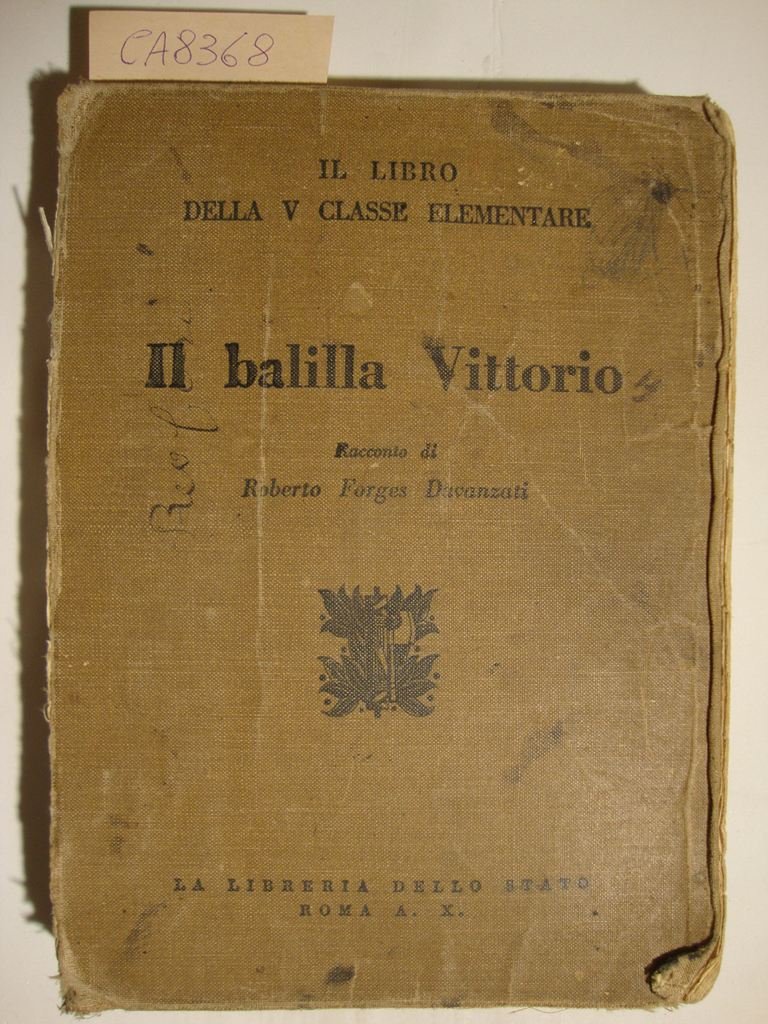 CA8368
IL LIBRO
DELLA V CLASSE ELEMENTARE
Il balilla Vittorio
Racconto di
Roberto Forges Davanzati
LA LIBRERIA DELLO STATO
ROMA A. X.